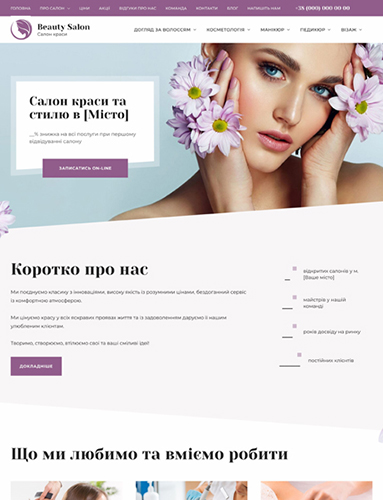 ГОЛОВНА ПРО САЛОН ЦІНИ АКЦІЇ ВІДГУКИ ПРО НАС КОМАНДА КОНТАКТИ БЛОГ НАПИШІТЬ НАМ +38 (000) 000 00 00
Beauty Salon
Салон краси
ДОГЛЯД ЗА ВОЛОССЯМ КОСМЕТОЛОГІЯ МАНІКЮР ПЕДИКЮР ВІЗАЖ
Салон краси та
стилю в [Місто]
__% знижка на всі послуги при першому
відвідуванні салону
ЗАПИСАТИСЬ ON-LINE
Коротко про нас
Ми поєднуємо класику з інноваціями, високу якість із розумними цінами, бездоганний сервіс
із комфортною атмосферою.
Ми цінуємо красу у всіх яскравих проявах життя та із задоволенням даруємо її нашим
улюбленим клієнтам.
Творимо, створюємо, втілюємо свої та ваші сміливі ідеї!
ДОКЛАДНІШЕ
відкритих салонів у м.
[Ваше місто]
майстрів у нашій
команді
років досвіду на ринку
постійних клієнтів
Що ми любимо та вміємо робити